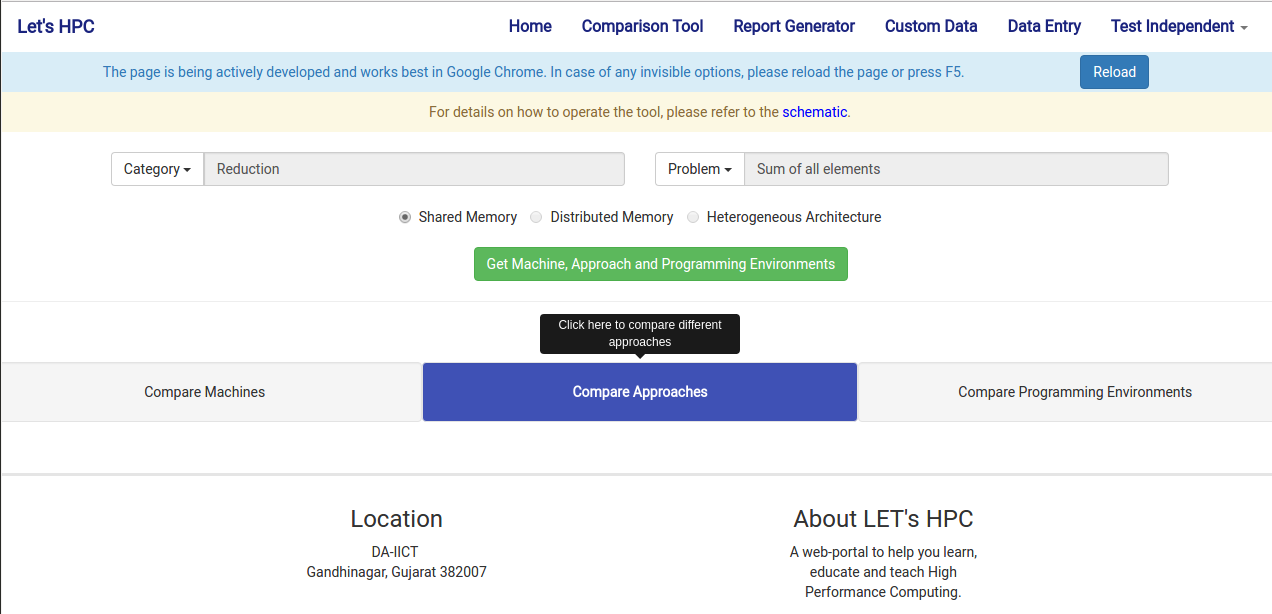 Let's HPC Home Comparison Tool Report Generator Custom Data Data Entry Test Independent
The page is being actively developed and works best in Google Chrome. In case of any invisible options, please reload the page or press F5. Reload
For details on how to operate the tool, please refer to the schematic.
Category Reduction Problem Sum of all elements
Shared Memory Distributed Memory Heterogeneous Architecture
Get Machine, Approach and Programming Environments
Click here to compare different
approaches
Compare Machines Compare Approaches Compare Programming Environments
Location
DA-IICT
Gandhinagar, Gujarat 382007
About LET's HPC
A web-portal to help you learn,
educate and teach High
Performance Computing.